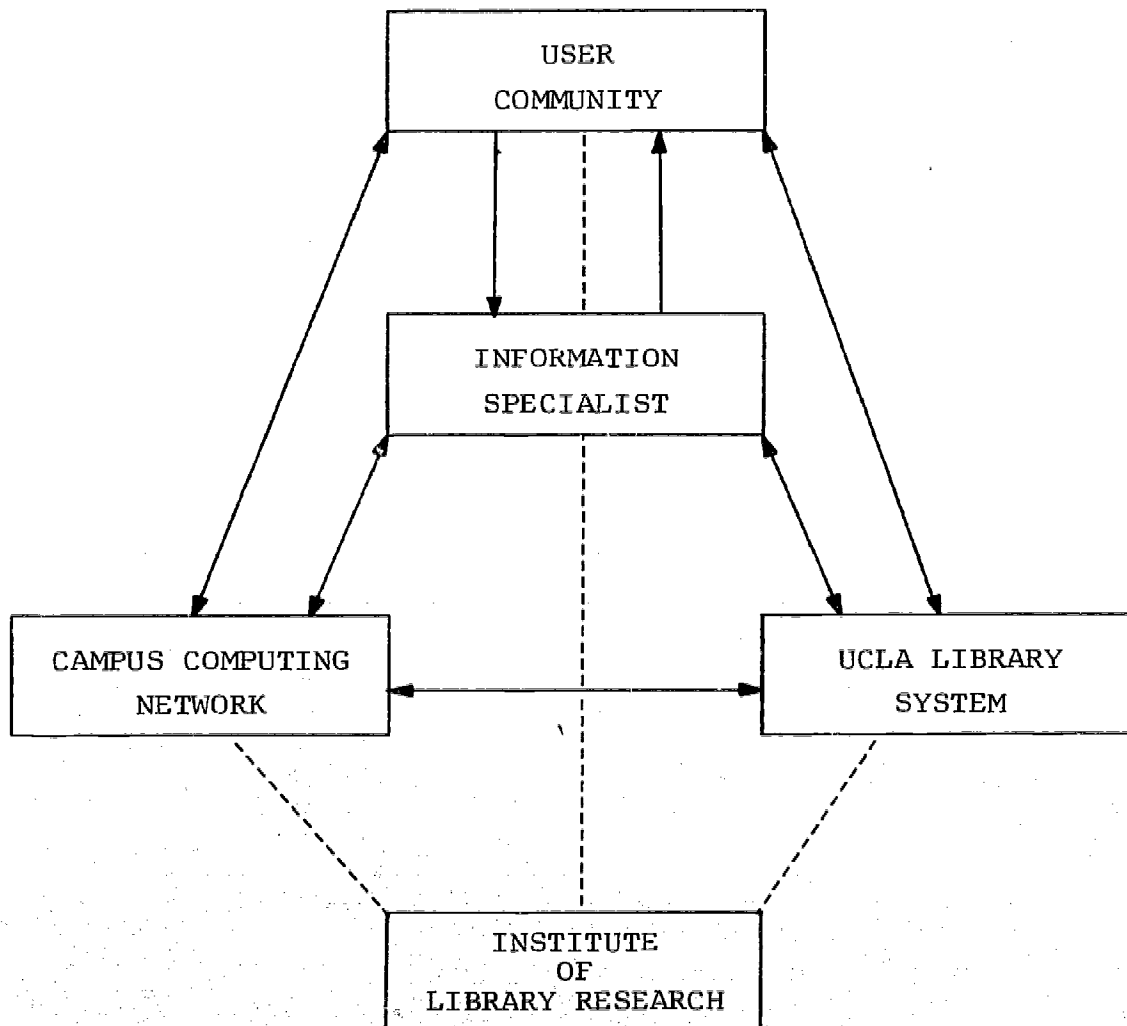 USER
COMMUNITY
INFORMATION
SPECIALIST
CAMPUS COMPUTING
NETWORK
UCLA LIBRARY
SYSTEM
INSTITUTE
OF
LIBRARY RESEARCH